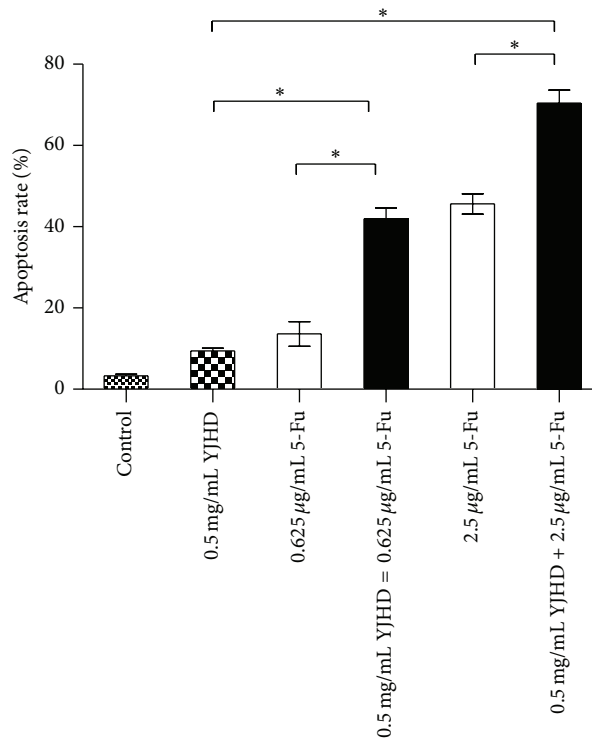 *
*
*
*
80
60
40
20
0
Apoptosis rate (%)
Control
0.5 mg/mL YJHD
0.625 μg/mL 5-Fu
0.5 mg/mL YJHD = 0.625 μg/mL 5-Fu
2.5 μg/mL 5-Fu
0.5 mg/mL YJHD + 2.5 μg/mL 5-Fu